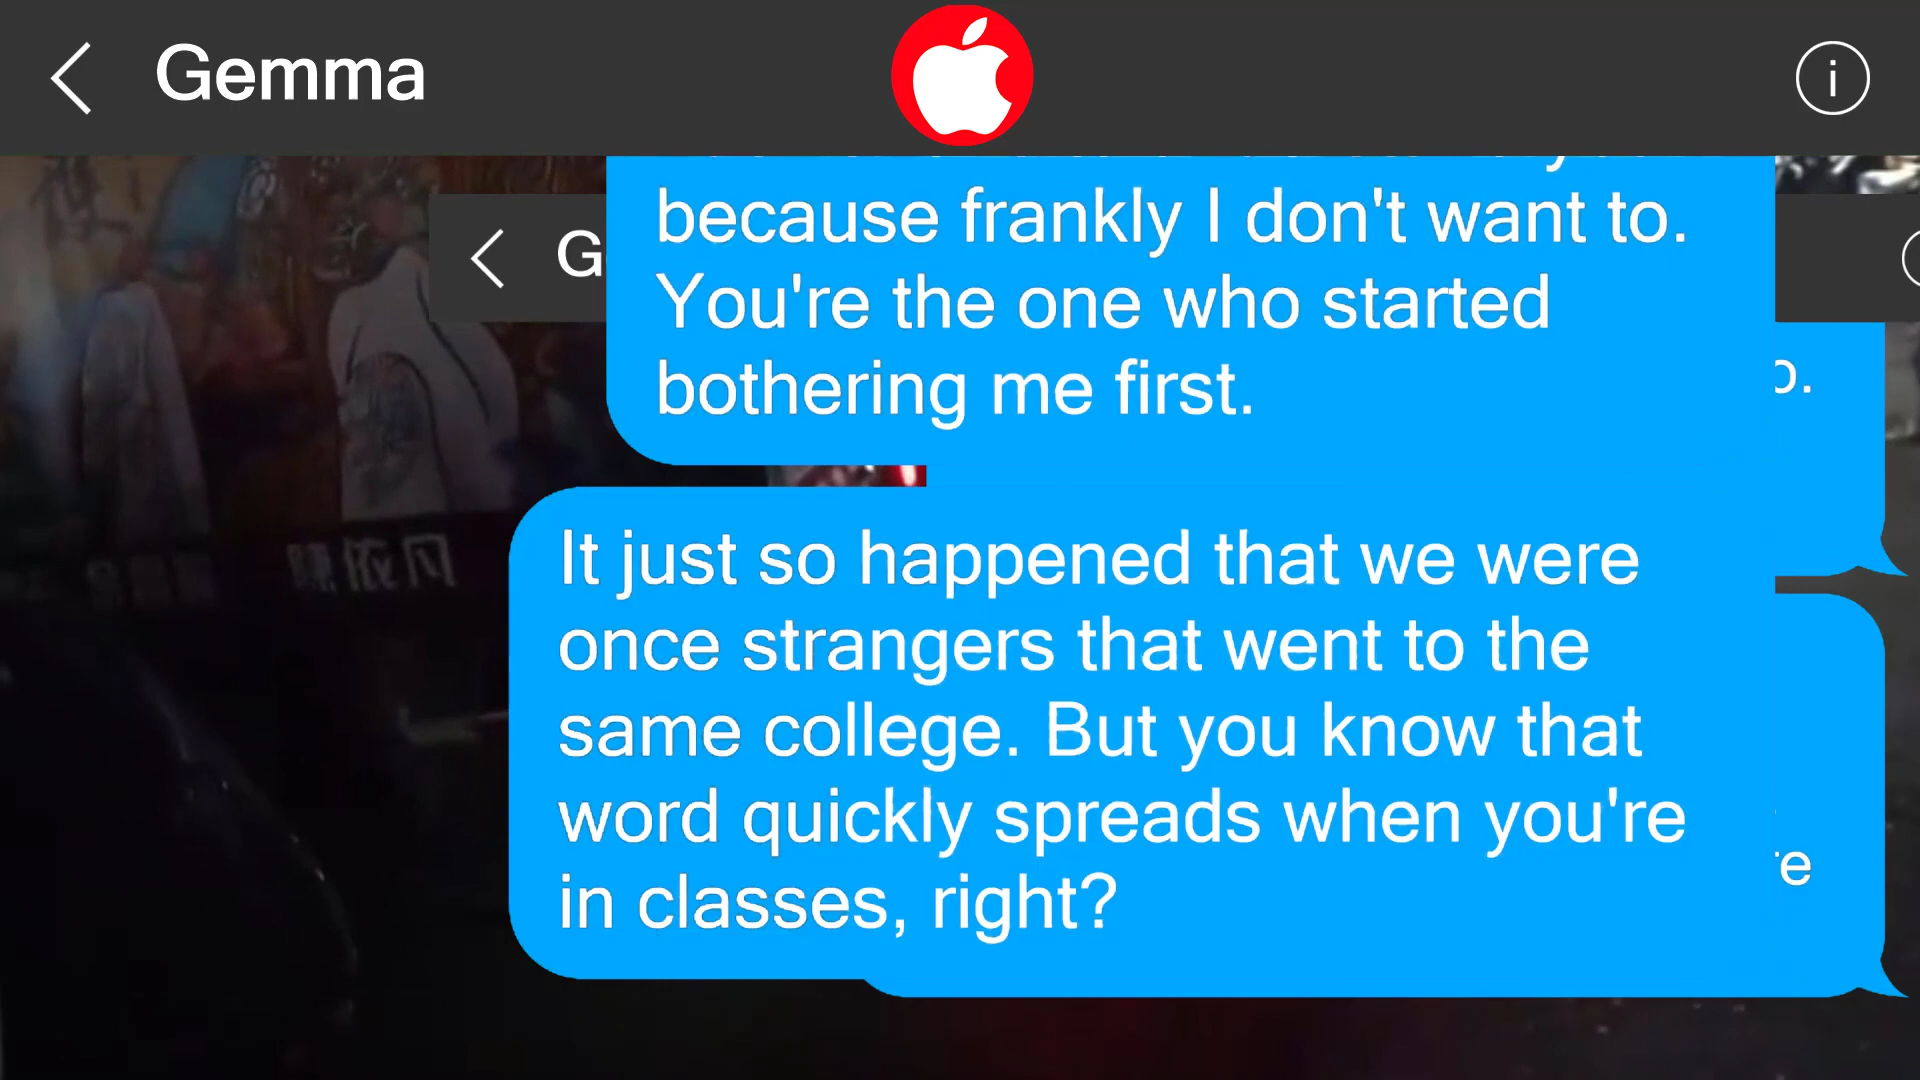 Gemma
because frankly I don't want to.
You're the one who started
bothering me first.
It just so happened that we were
once strangers that went to the
same college. But you know that
word quickly spreads when you're
in classes, right?
依凡